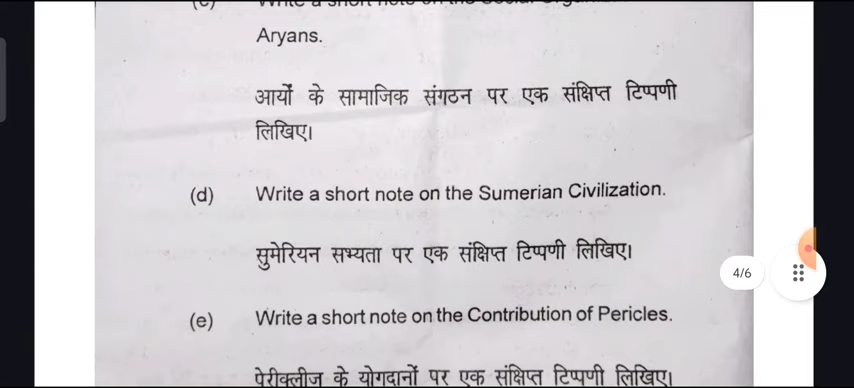 Aryans.
आर्यों के सामाजिक संगठन पर एक संक्षिप्त टिप्पणी
लिखिए।
(d) Write a short note on the Sumerian Civilization.
सुमेरियन सभ्यता पर एक संक्षिप्त टिप्पणी लिखिए।
4/6
(e) Write a short note on the Contribution of Pericles.
पेरीक्लीज के योगदानों पर एक संक्षिप्त टिप्पणी लिखिए।